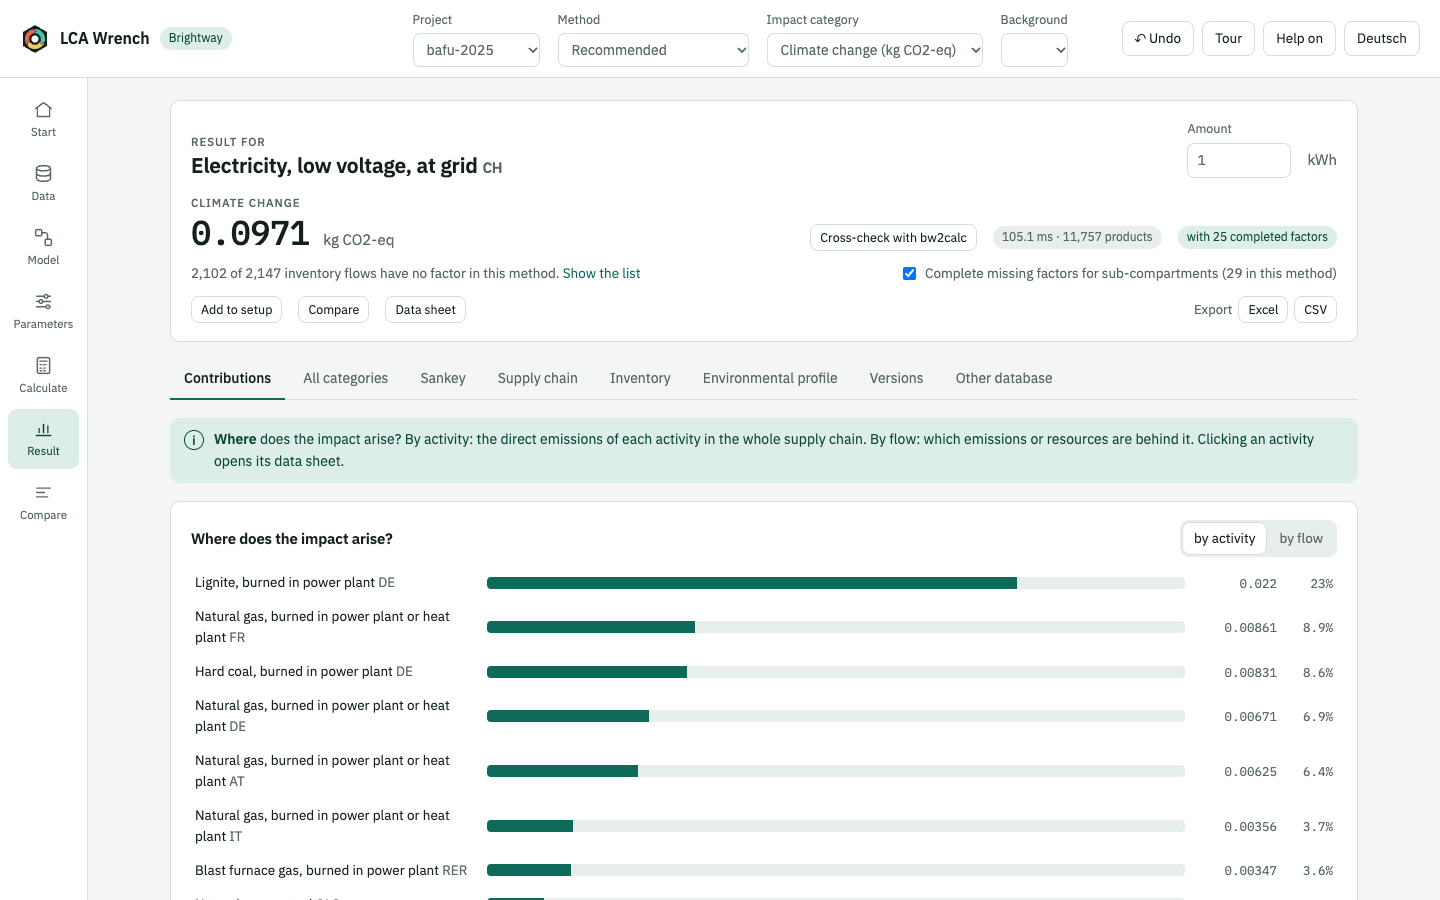 LCA Wrench
Brightway
Project
bafu-2025
Method
Recommended
Impact category
Climate change (kg CO2-eq)
Background
↶ Undo
Tour
Help on
Deutsch
Start
Data
Model
Parameters
Calculate
Result
Compare
RESULT FOR
Electricity, low voltage, at grid CH
Amount
1 kWh
CLIMATE CHANGE
0.0971 kg CO2-eq
Cross-check with bw2calc
105.1 ms · 11,757 products
with 25 completed factors
2,102 of 2,147 inventory flows have no factor in this method. Show the list
Complete missing factors for sub-compartments (29 in this method)
Add to setup
Compare
Data sheet
Export
Excel
CSV
Contributions
All categories
Sankey
Supply chain
Inventory
Environmental profile
Versions
Other database
Where does the impact arise? By activity: the direct emissions of each activity in the whole supply chain. By flow: which emissions or resources are behind it. Clicking an activity
opens its data sheet.
Where does the impact arise?
by activity
by flow
Lignite, burned in power plant DE 0.022 23%
Natural gas, burned in power plant or heat
plant FR 0.00861 8.9%
Hard coal, burned in power plant DE 0.00831 8.6%
Natural gas, burned in power plant or heat
plant DE 0.00671 6.9%
Natural gas, burned in power plant or heat
plant AT 0.00625 6.4%
Natural gas, burned in power plant or heat
plant IT 0.00356 3.7%
Blast furnace gas, burned in power plant RER 0.00347 3.6%